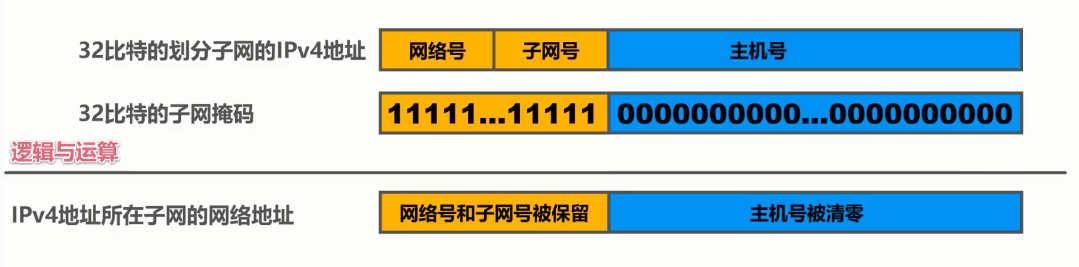 32比特的划分子网的IPv4地址 网络号 子网号 主机号
32比特的子网掩码 11111...11111 0000000000...0000000000
逻辑与运算
IPv4地址所在子网的网络地址 网络号和子网号被保留 主机号被清零